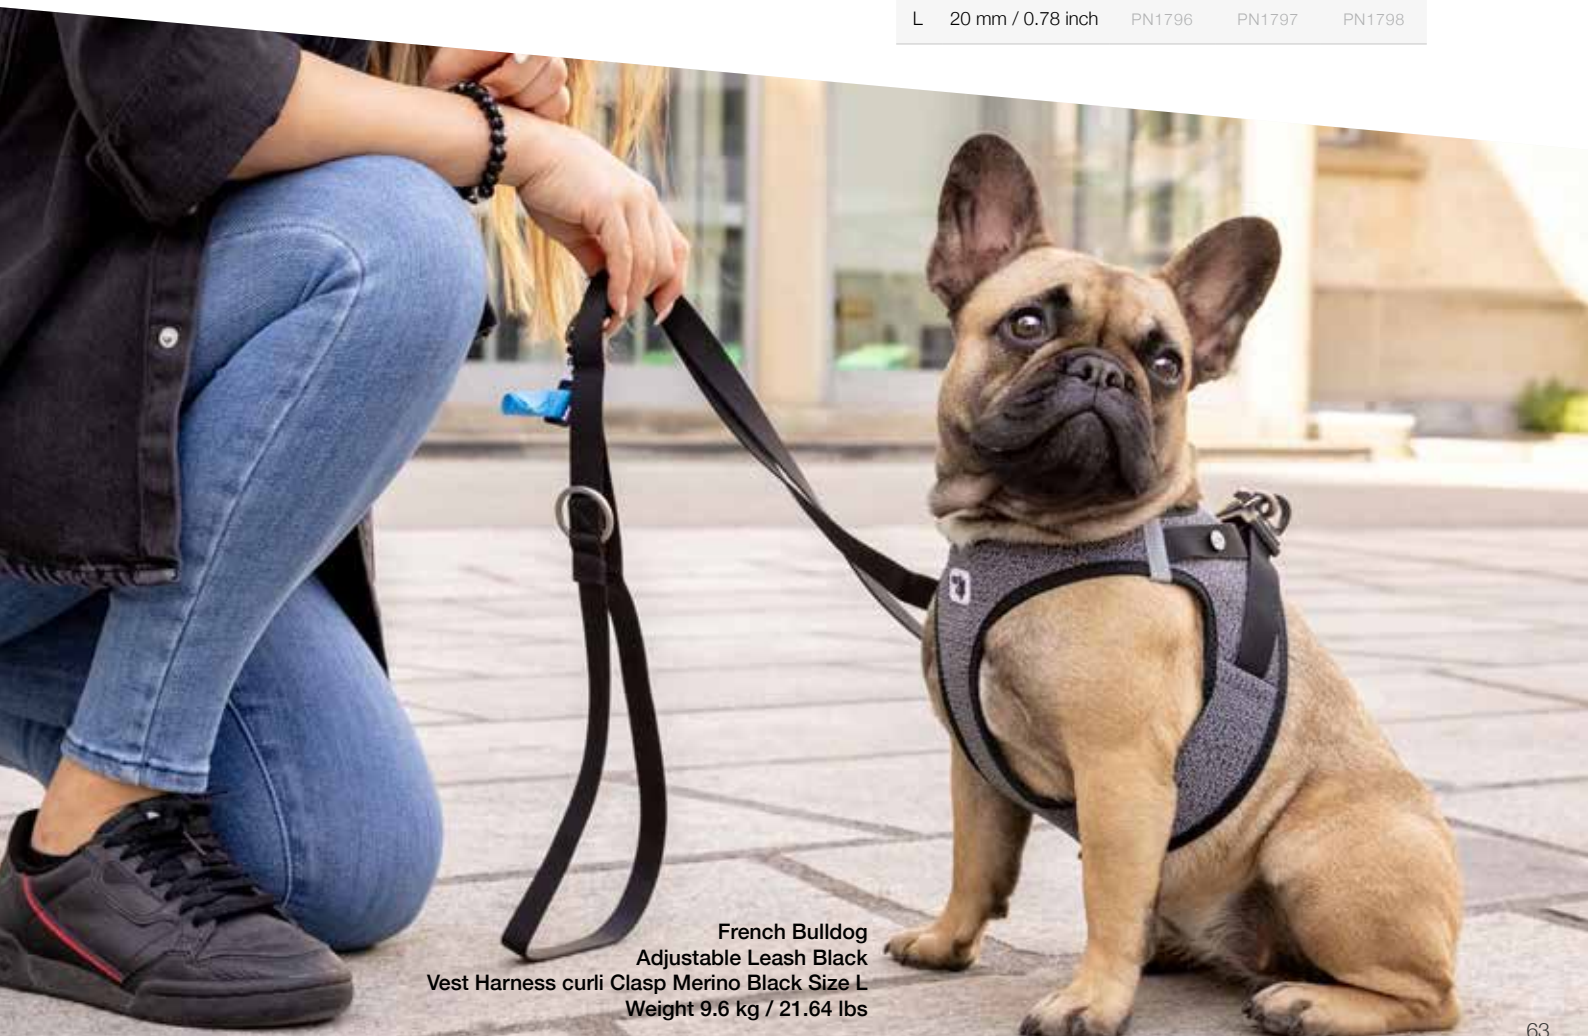 L 20 mm / 0.78 inch PN1796 PN1797 PN1798
French Bulldog
Adjustable Leash Black
Vest Harness curli Clasp Merino Black Size L
Weight 9.6 kg / 21.64 lbs
63